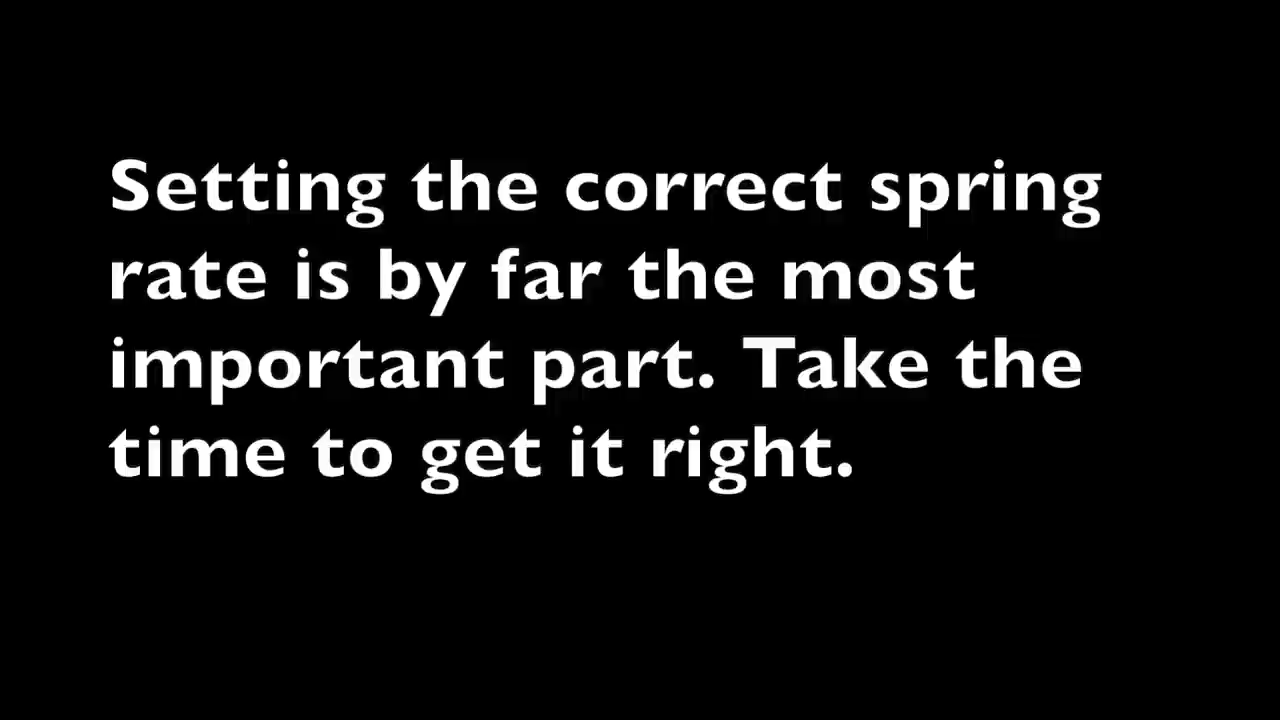 Setting the correct spring
rate is by far the most
important part. Take the
time to get it right.